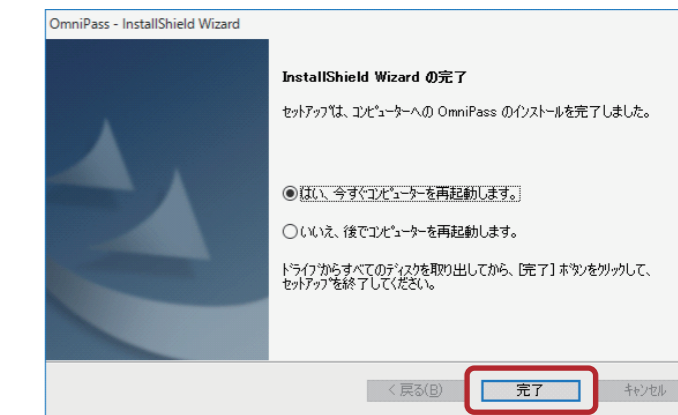 OmniPass - InstallShield Wizard
InstallShield Wizard の完了
セットアップは、コンピューターへの OmniPass のインストールを完了しました。
はい、今すぐコンピューターを再起動します。
いいえ、後でコンピューターを再起動します。
ドライブからすべてのディスクを取り出してから、[完了] ボタンをクリックして、
セットアップを終了してください。
< 戻る(B)
完了
キャンセル